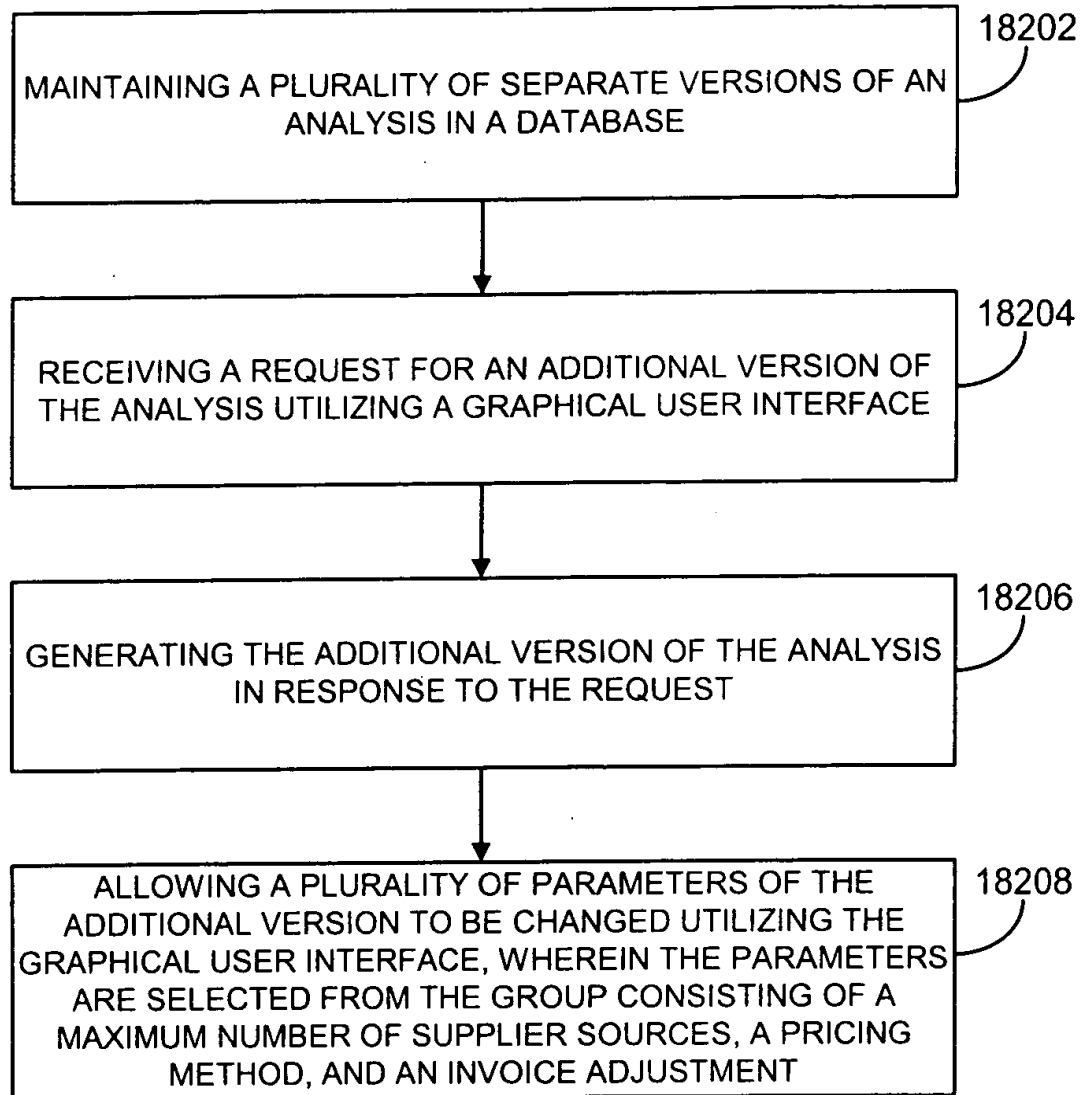 18202
MAINTAINING A PLURALITY OF SEPARATE VERSIONS OF AN
ANALYSIS IN A DATABASE
18204
RECEIVING A REQUEST FOR AN ADDITIONAL VERSION OF
THE ANALYSIS UTILIZING A GRAPHICAL USER INTERFACE
18206
GENERATING THE ADDITIONAL VERSION OF THE ANALYSIS
IN RESPONSE TO THE REQUEST
18208
ALLOWING A PLURALITY OF PARAMETERS OF THE
ADDITIONAL VERSION TO BE CHANGED UTILIZING THE
GRAPHICAL USER INTERFACE, WHEREIN THE PARAMETERS
ARE SELECTED FROM THE GROUP CONSISTING OF A
MAXIMUM NUMBER OF SUPPLIER SOURCES, A PRICING
METHOD, AND AN INVOICE ADJUSTMENT